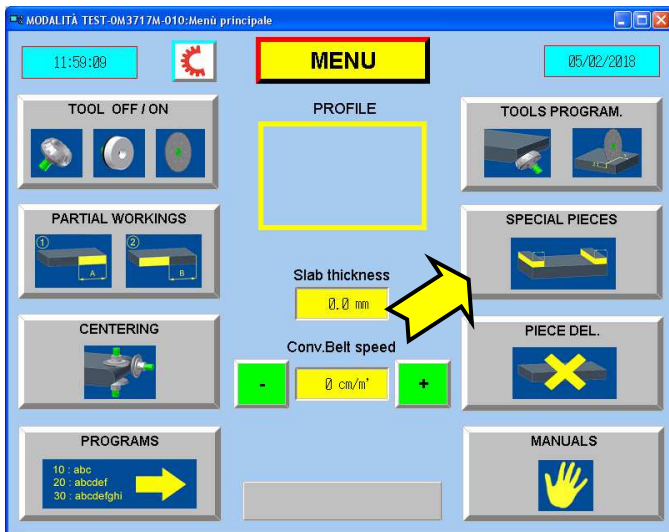 MODALITÀ TEST-0M3717M-010:Menù principale
11:59:09
MENU
05/02/2018
TOOL OFF / ON
PROFILE
TOOLS PROGRAM.
PARTIAL WORKINGS
1
2
A
B
SPECIAL PIECES
Slab thickness
0.0 mm
CENTERING
Conv.Belt speed
- 0 cm/m' +
PIECE DEL.
PROGRAMS
10 : abc
20 : abcdef
30 : abcdefghi
MANUALS